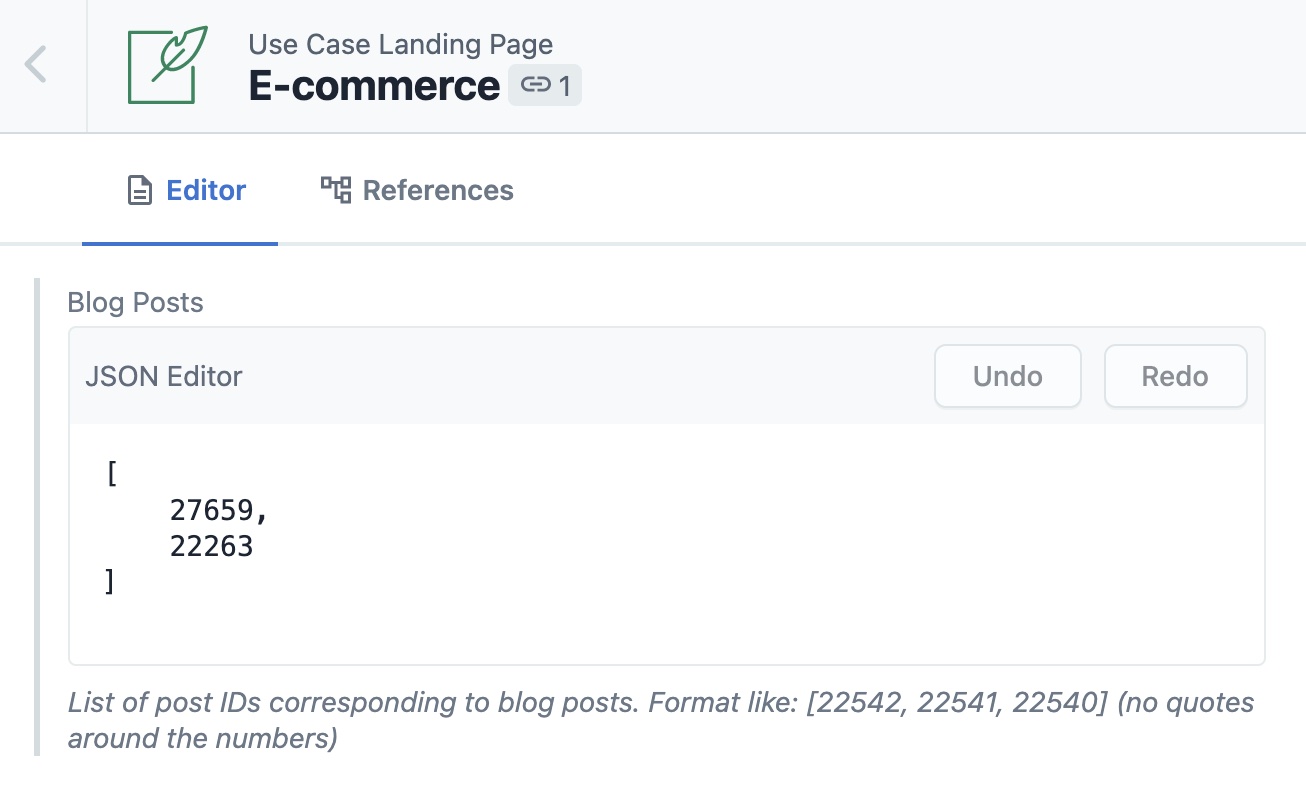 Use Case Landing Page
E-commerce 1
Editor References
Blog Posts
JSON Editor Undo Redo
[
27659,
22263
]
List of post IDs corresponding to blog posts. Format like: [22542, 22541, 22540] (no quotes
around the numbers)